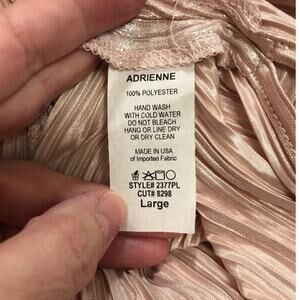 ADRIENNE
100% POLYESTER
HAND WASH
WITH COLD WATER
DO NOT BLEACH
HANG OR LINE DRY
OR DRY CLEAN
MADE IN USA
of Imported Fabric
STYLE# 2377PL
CUT# 8298
Large